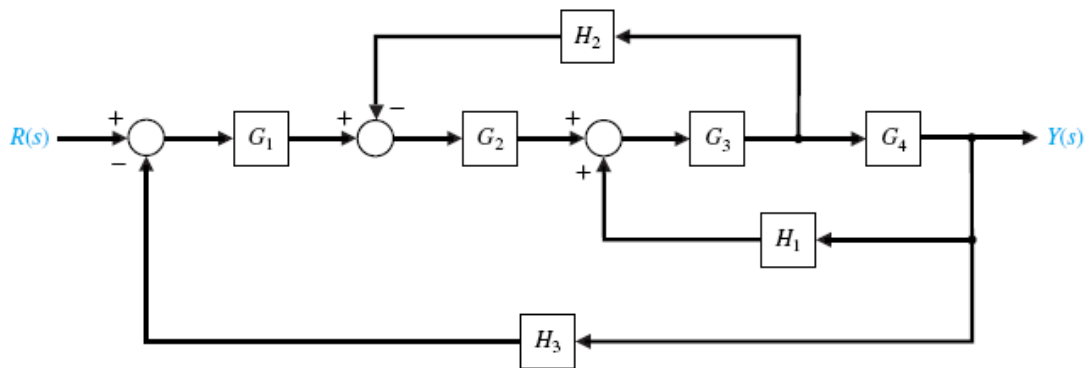 H₂
+
−
R(s)
+
−
G₁
+
G₂
+
+
G₃
G₄
Y(s)
H₁
H₃